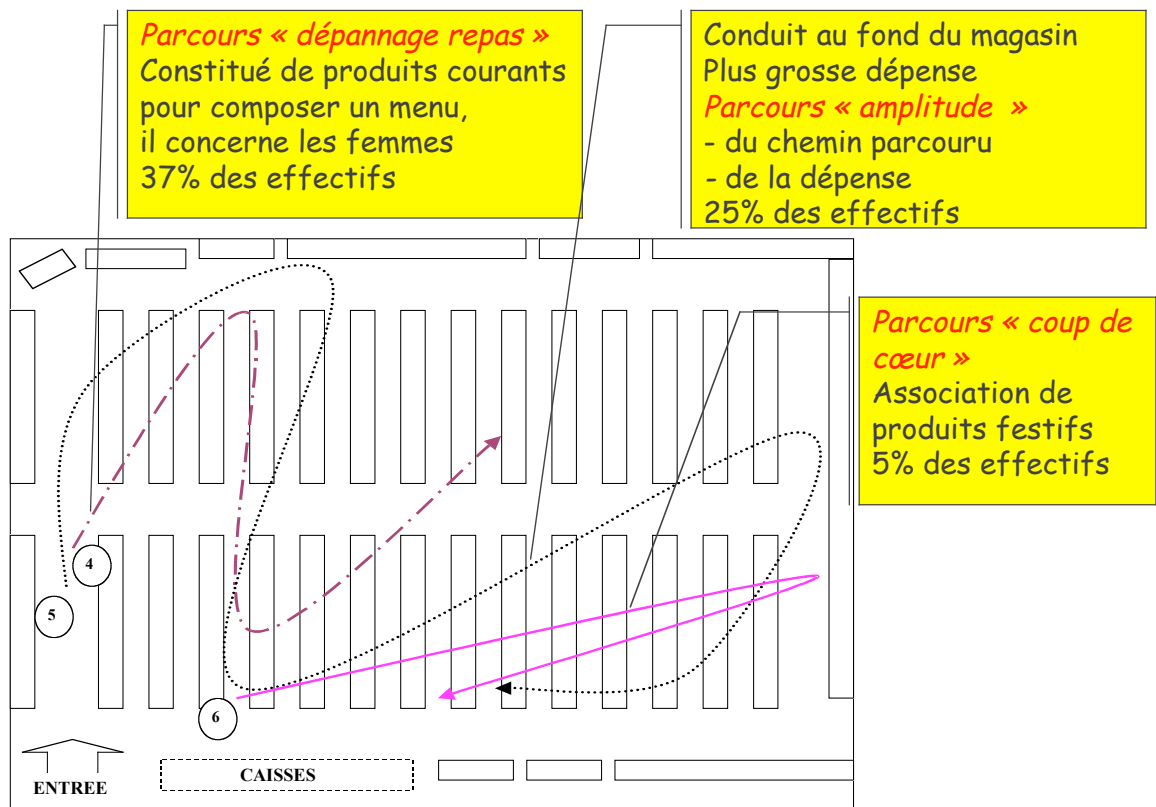 Parcours « dépannage repas »
Constitué de produits courants
pour composer un menu,
il concerne les femmes
37% des effectifs
Conduit au fond du magasin
Plus grosse dépense
Parcours « amplitude »
- du chemin parcouru
- de la dépense
25% des effectifs
Parcours « coup de
cœur »
Association de
produits festifs
5% des effectifs
4
5
6
ENTREE
CAISSES